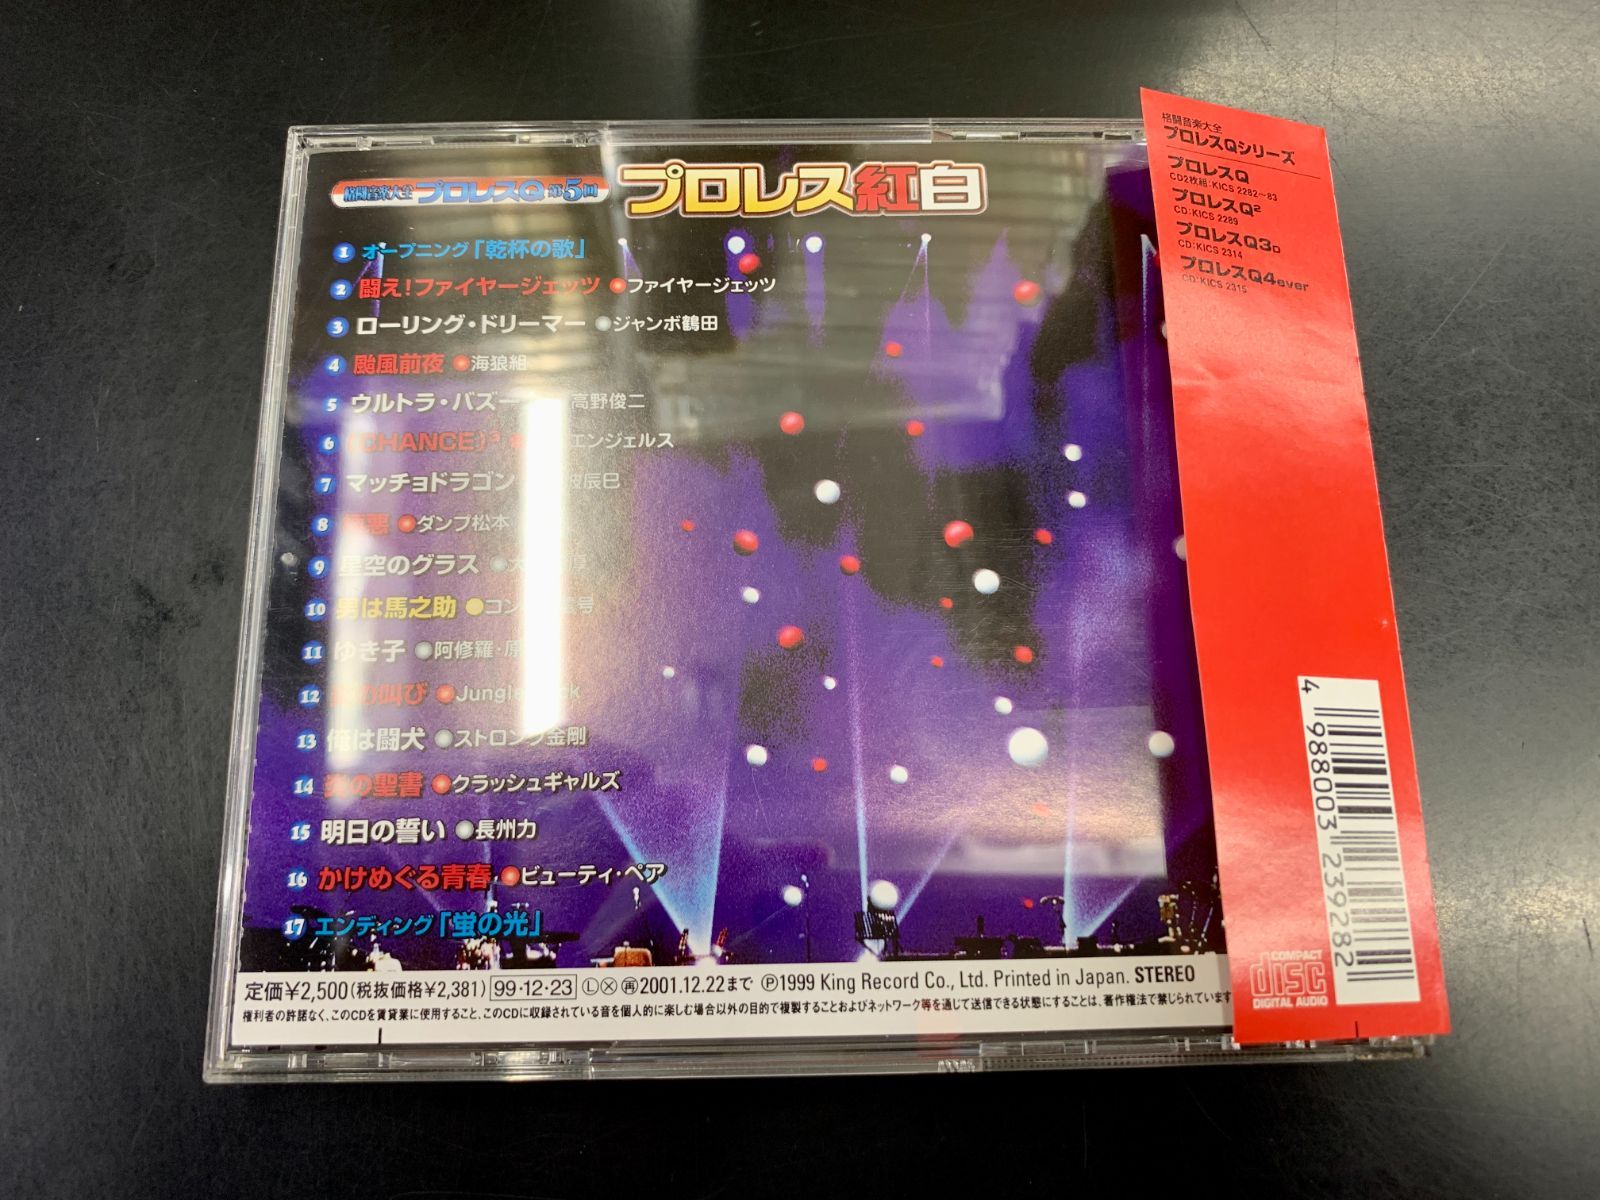 格闘音楽大全 プロレスQ 第5回 プロレス紅白
1 オープニング「乾杯の歌」
2 闘え!ファイヤージェッツ ●ファイヤージェッツ
3 ローリング・ドリーマー ●ジャンボ鶴田
4 颱風前夜 ●海狼組
5 ウルトラ・バズー 高野俊二
6 (CHANCE)³ エンジェルス
7 マッチョドラゴン 波辰巳
8 悪 ●ダンプ松本
9 星空のグラス ●大 厚
10 男は馬之助 ●コン 号
11 ゆき子 ●阿修羅・原
12 の叫び ●Jungle ck
13 俺は闘犬 ●ストロング金剛
14 炎の聖書 ●クラッシュギャルズ
15 明日の誓い ●長州力
16 かけめぐる青春 ●ビューティ・ペア
17 エンディング「蛍の光」
定価¥2,500(税抜価格¥2,381) 99・12・23 Ⓛ Ⓧ 再 2001.12.22まで ℗1999 King Record Co., Ltd. Printed in Japan. STEREO
権利者の許諾なく、このCDを賃貸業に使用すること、このCDに収録されている音を個人的に楽しむ場合以外の目的で複製することおよびネットワーク等を通じて送信できる状態にすることは、著作権法で禁じられています
格闘音楽大全
プロレスQシリーズ
プロレスQ
CD2枚組:KICS 2282~83
プロレスQ²
CD:KICS 2289
プロレスQ3D
CD:KICS 2314
プロレスQ4ever
CD:KICS 2315
4 988003 239282
COMPACT
disc
DIGITAL AUDIO